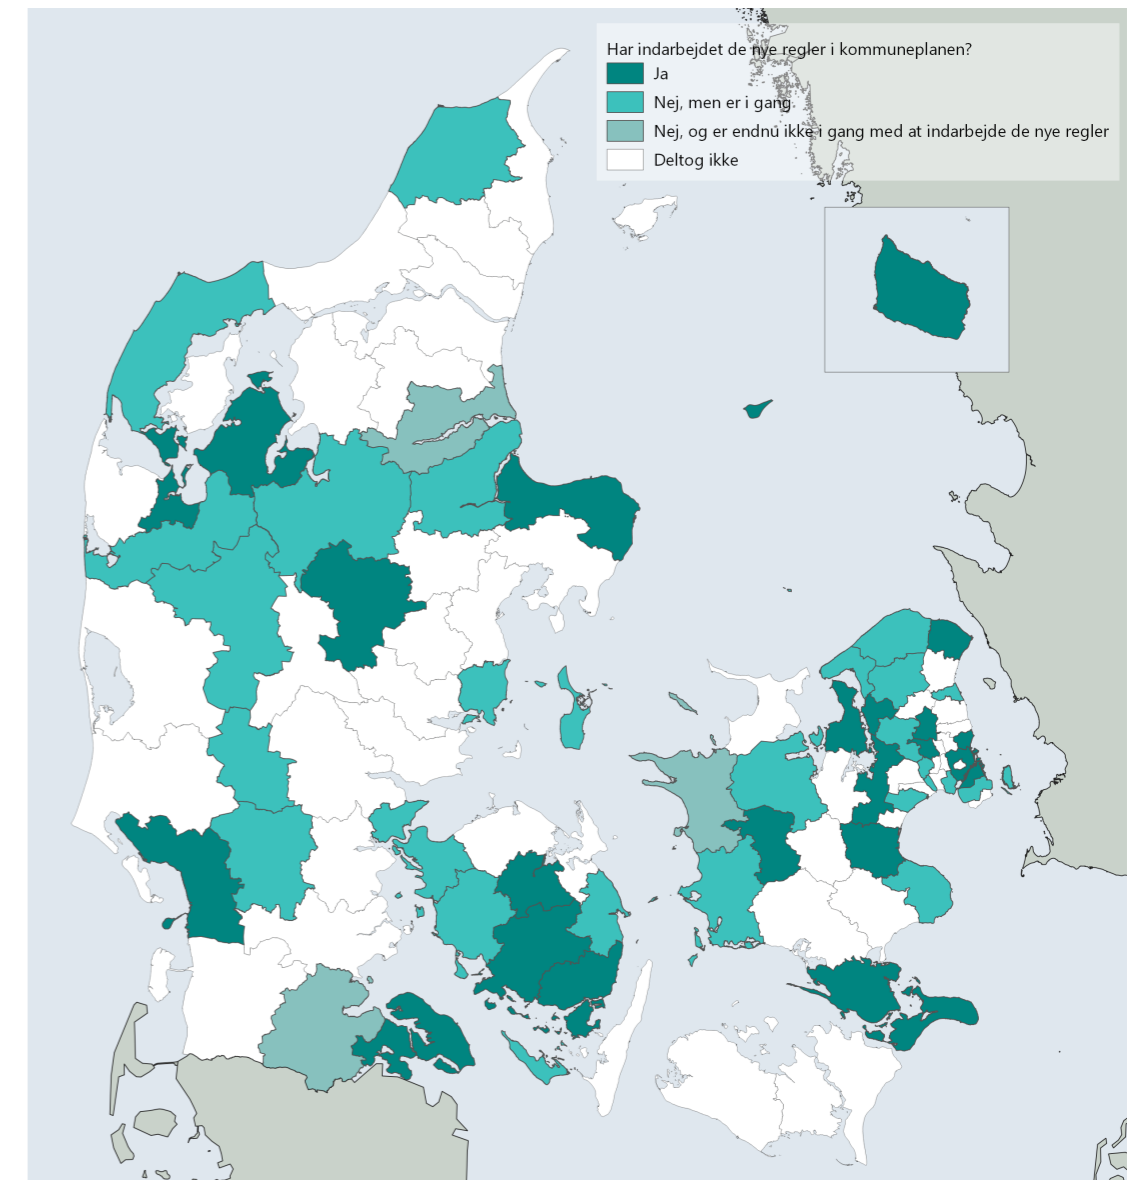 Har indarbejdet de nye regler i kommuneplanen?
Ja
Nej, men er i gang
Nej, og er endnu ikke i gang med at indarbejde de nye regler
Deltog ikke